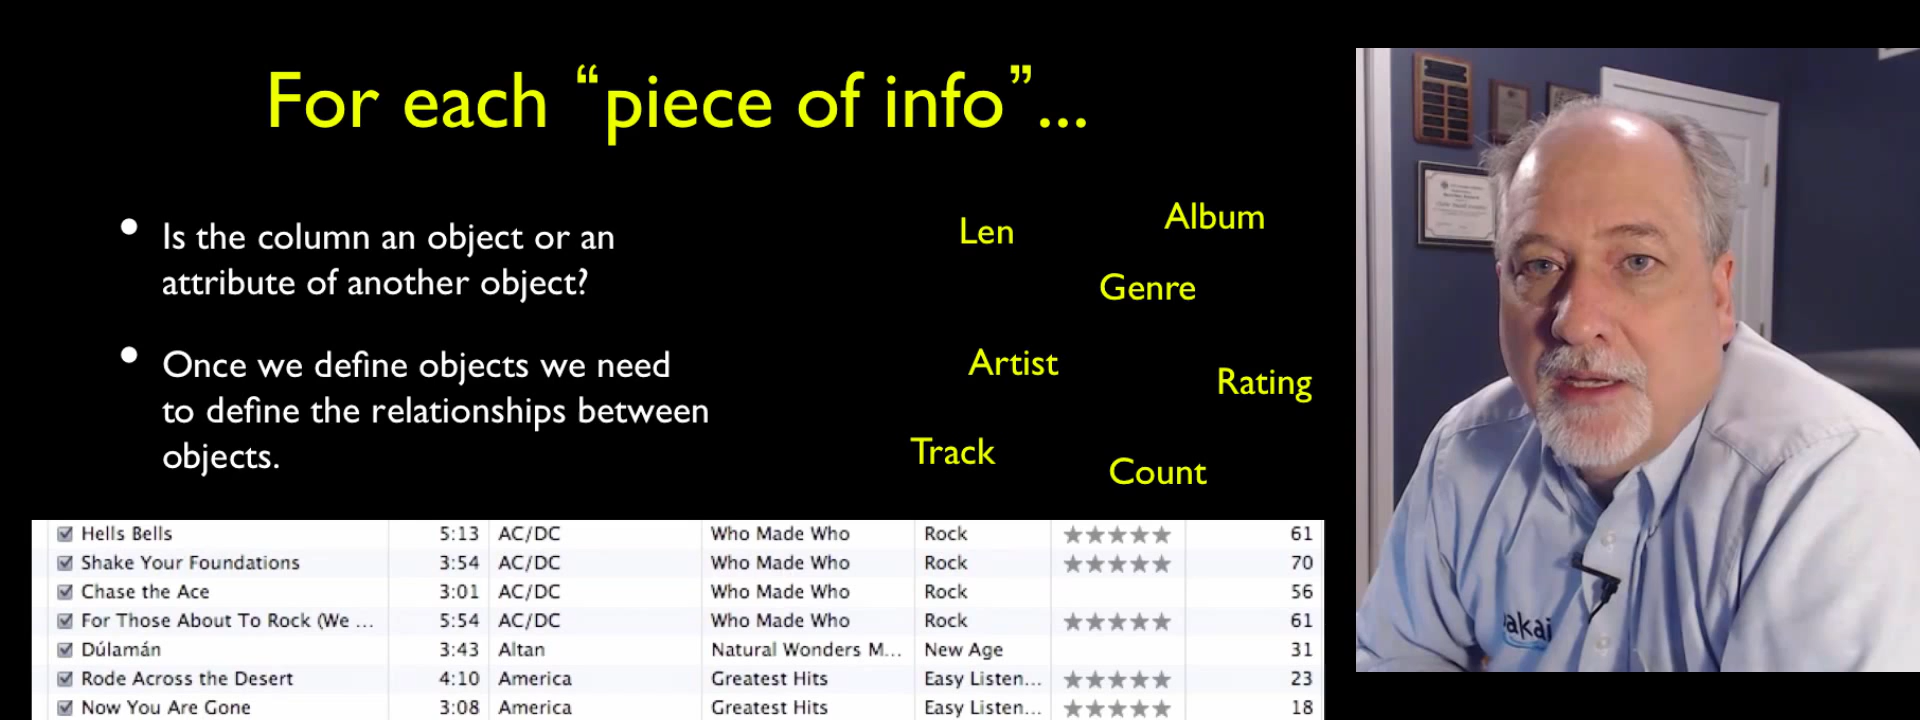 For each “piece of info”...
• Is the column an object or an
attribute of another object?
• Once we define objects we need
to define the relationships between
objects.
Len
Album
Genre
Artist
Rating
Track
Count
Hells Bells 5:13 AC/DC Who Made Who Rock ★★★★★ 61
Shake Your Foundations 3:54 AC/DC Who Made Who Rock ★★★★★ 70
Chase the Ace 3:01 AC/DC Who Made Who Rock 56
For Those About To Rock (We ... 5:54 AC/DC Who Made Who Rock ★★★★★ 61
Dúlamán 3:43 Altan Natural Wonders M... New Age 31
Rode Across the Desert 4:10 America Greatest Hits Easy Listen... ★★★★★ 23
Now You Are Gone 3:08 America Greatest Hits Easy Listen... ★★★★★ 18
akai